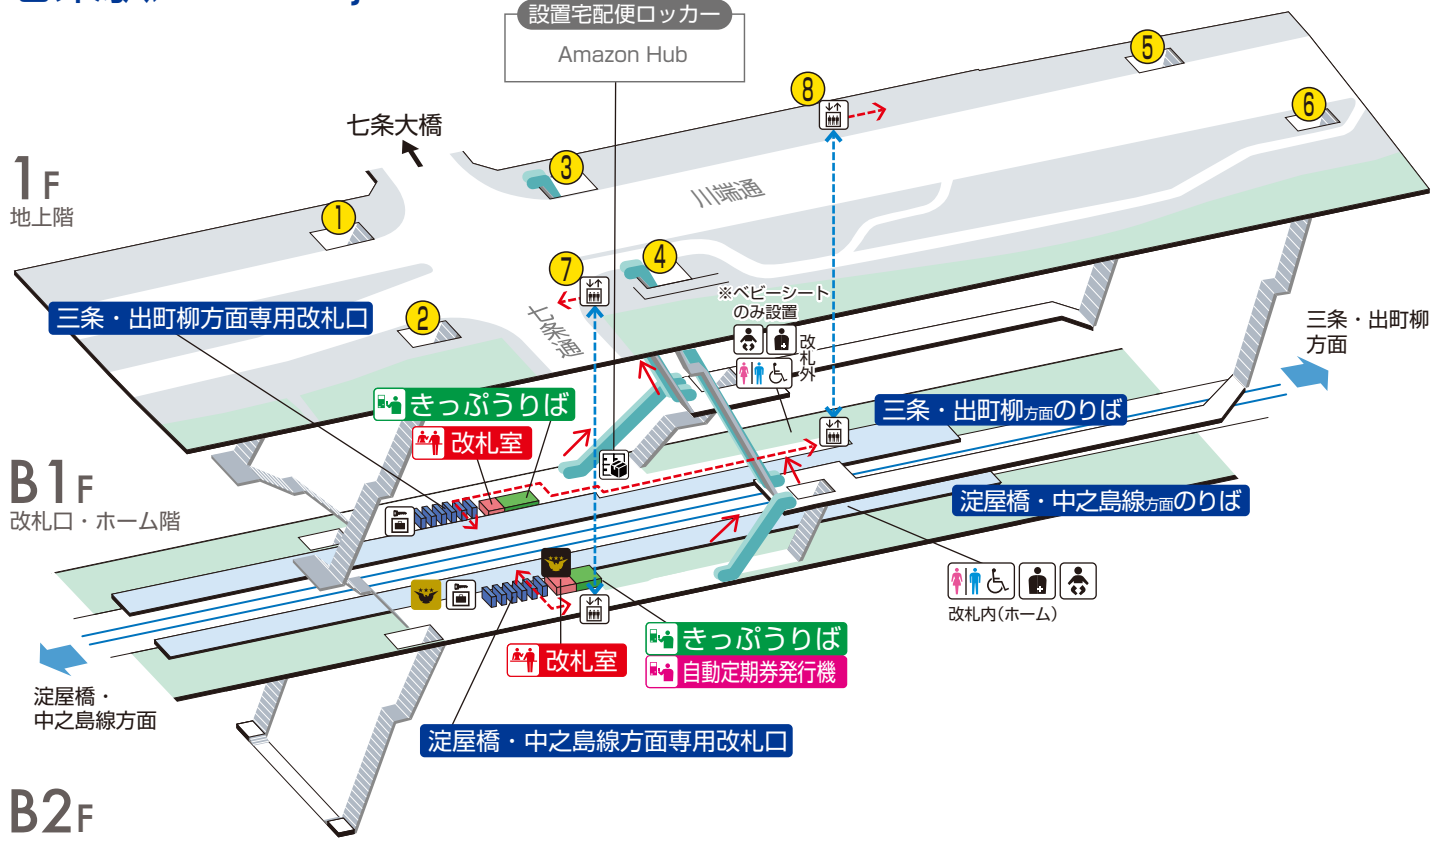 設置宅配便ロッカー
Amazon Hub
七条大橋
1F
地上階
1
2
3
4
5
6
7
8
川端通
七条通
※ベビーシート
のみ設置
改札外
三条・出町柳方面専用改札口
きっぷうりば
改札室
三条・出町柳
方面
三条・出町柳方面のりば
B1F
改札口・ホーム階
淀屋橋・中之島線方面のりば
改札内(ホーム)
きっぷうりば
自動定期券発行機
改札室
淀屋橋・
中之島線方面
淀屋橋・中之島線方面専用改札口
B2F